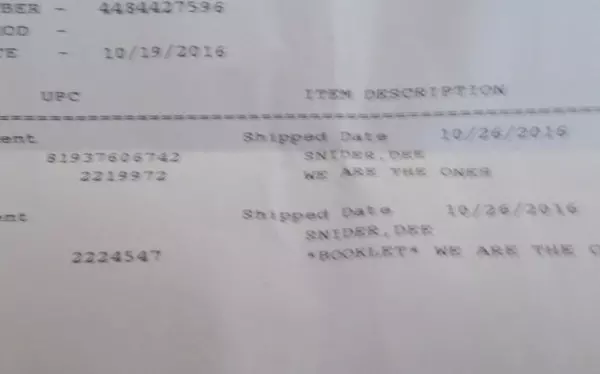 BER - 4484427596
OD -
TE - 10/19/2016
UPC ITEM DESCRIPTION
ent Shipped Date 10/26/2016
81937606742 SNIDER,DEE
2219972 WE ARE THE ONES
nt Shipped Date 10/26/2016
SNIDER,DEE
2224547 *BOOKLET* WE ARE THE O